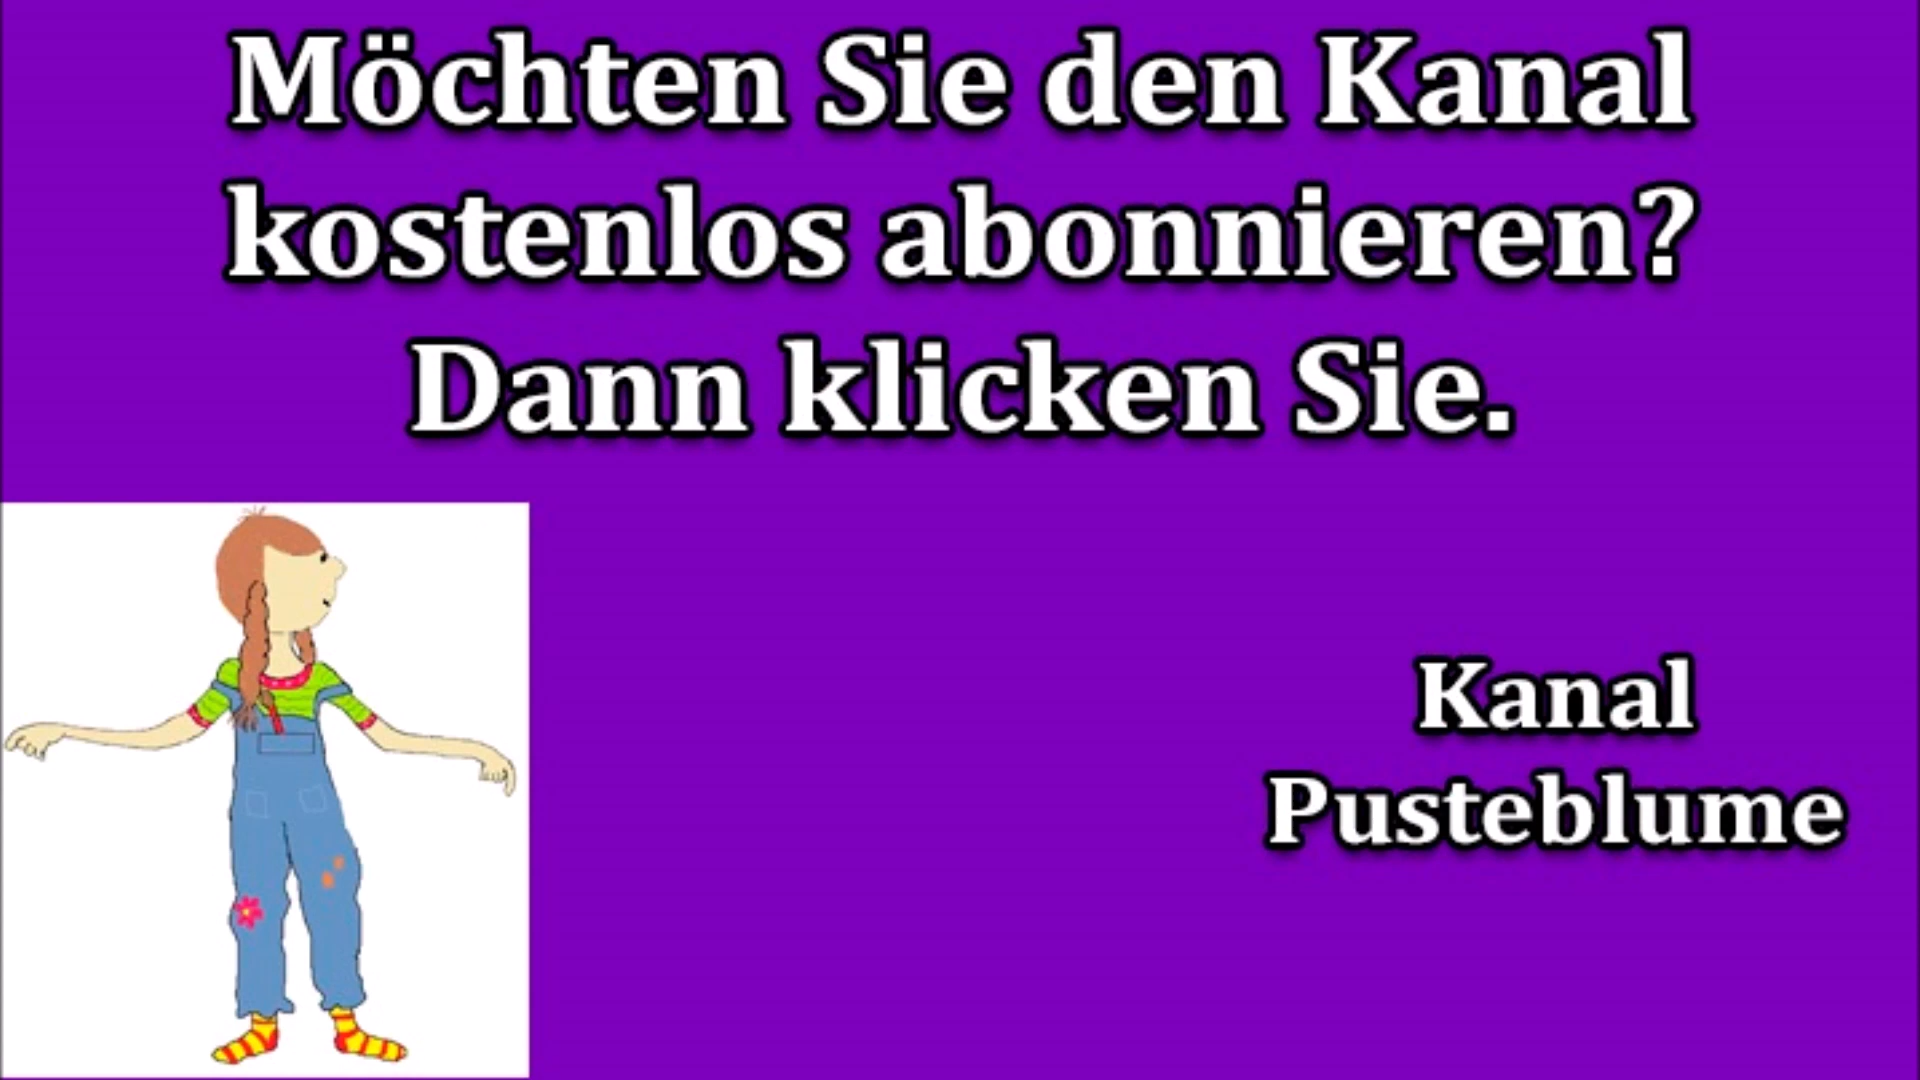 Möchten Sie den Kanal
kostenlos abonnieren?
Dann klicken Sie.
Kanal
Pusteblume